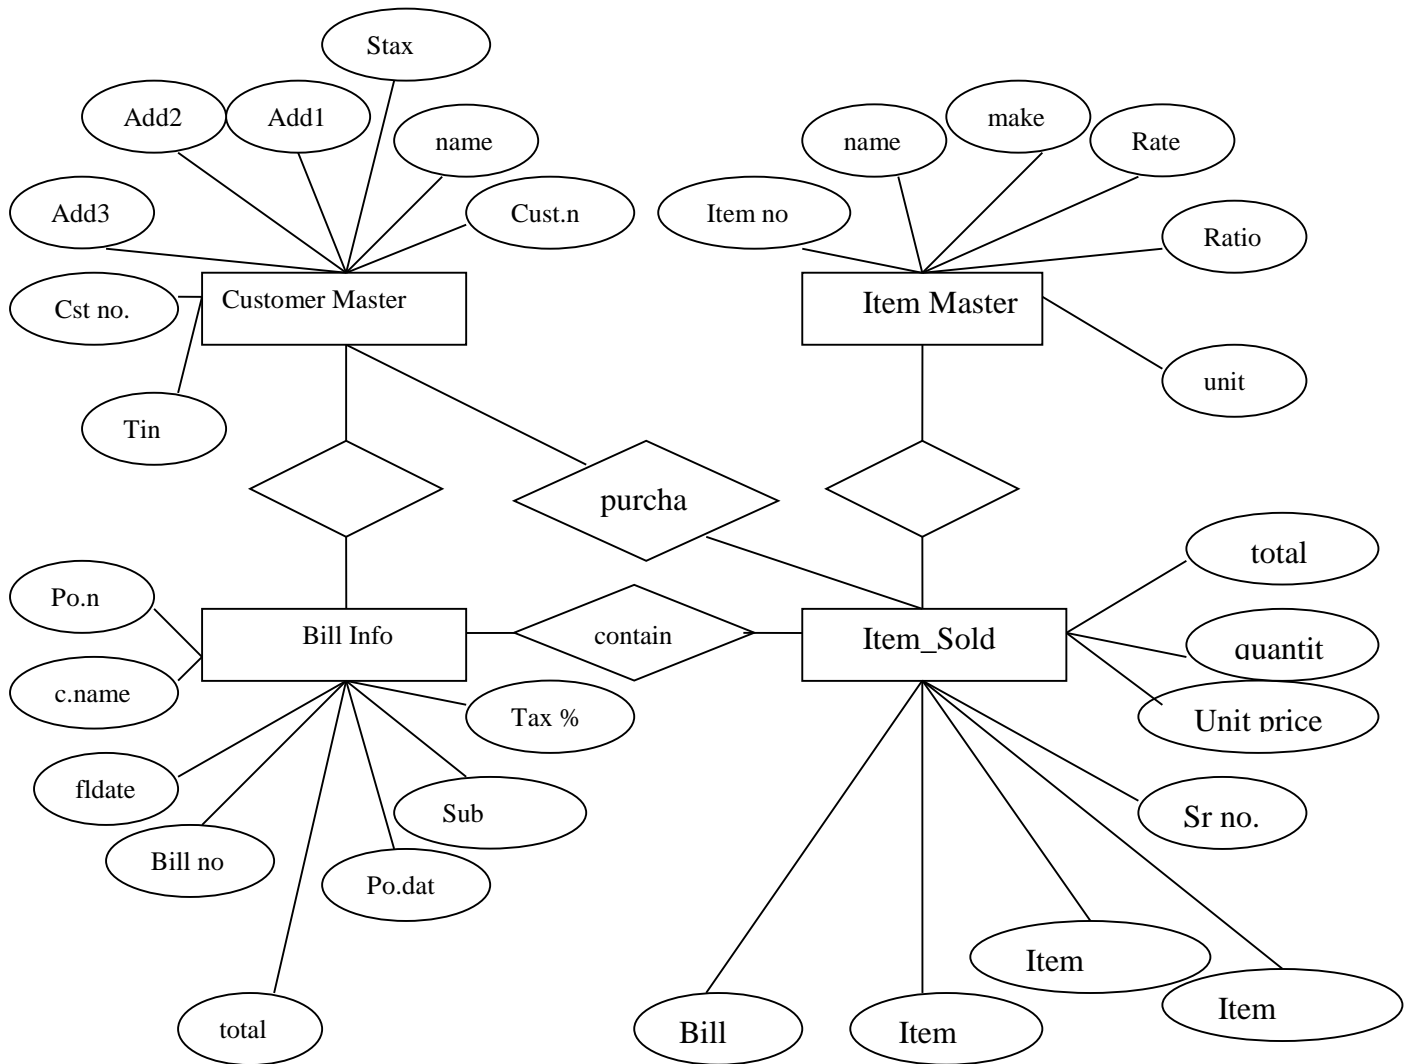 Stax
Add2
Add1
name
name
make
Rate
Add3
Cust.n
Item no
Ratio
Cst no.
Customer Master
Item Master
unit
Tin
purcha
total
Po.n
Bill Info
contain
Item_Sold
quantit
c.name
Tax %
Unit price
fldate
Sub
Sr no.
Bill no
Po.dat
Item
Item
total
Bill
Item